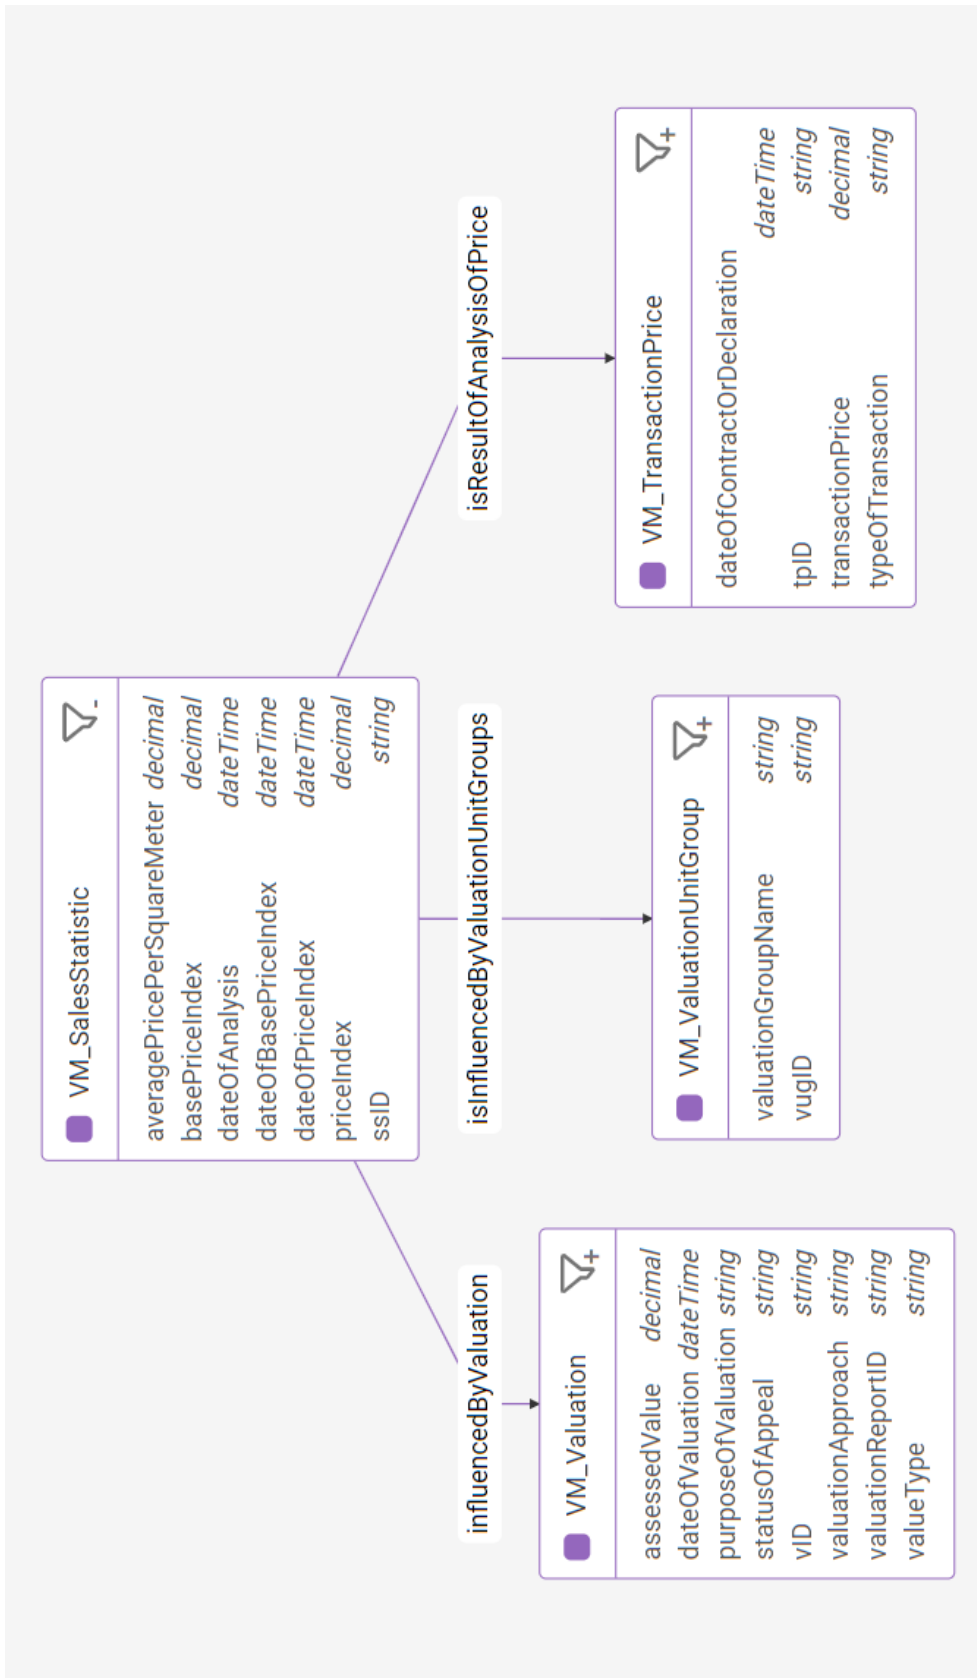 VM_SalesStatistic
averagePricePerSquareMeter decimal
basePriceIndex decimal
dateOfAnalysis dateTime
dateOfBasePriceIndex dateTime
dateOfPriceIndex dateTime
priceIndex decimal
ssID string
influencedByValuation
isInfluencedByValuationUnitGroups
isResultOfAnalysisOfPrice
VM_Valuation
assessedValue decimal
dateOfValuation dateTime
purposeOfValuation string
statusOfAppeal string
vID string
valuationApproach string
valuationReportID string
valueType string
VM_ValuationUnitGroup
valuationGroupName string
vugID string
VM_TransactionPrice
dateOfContractOrDeclaration
dateTime
tpID string
transactionPrice decimal
typeOfTransaction string